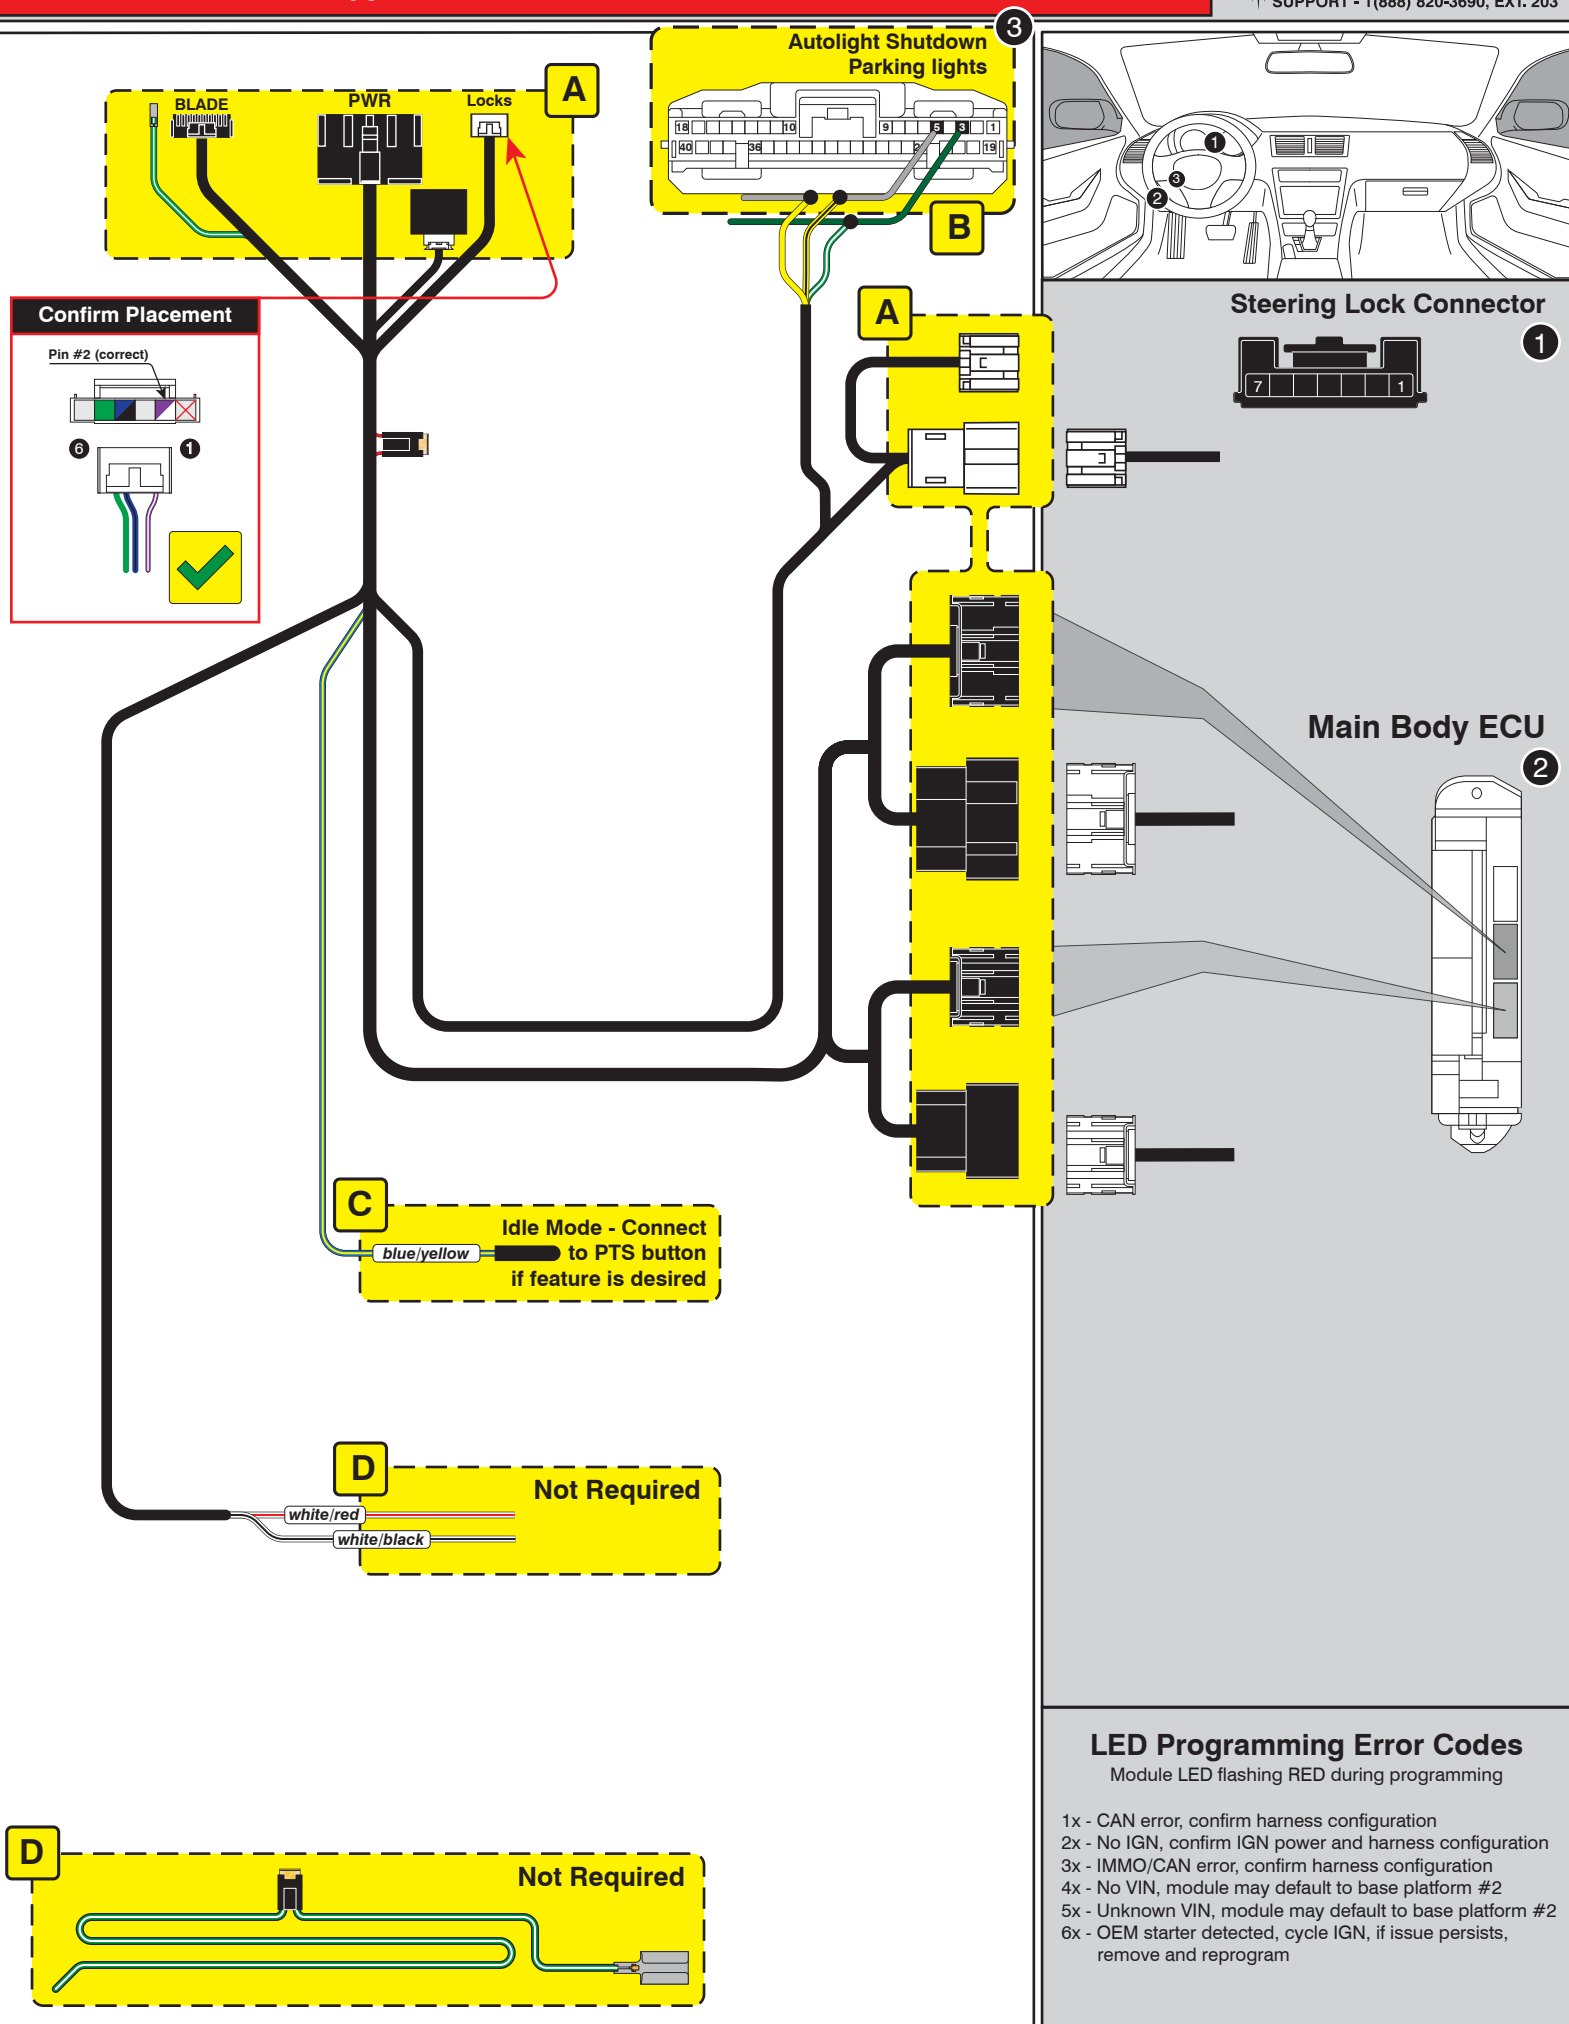 SUPPORT - 1(888) 820-3690, EXT. 203
3
Autolight Shutdown
Parking lights
18 10 9 5 3 1
40 36 19
B
A
BLADE
PWR
Locks
1
3
2
Confirm Placement
Pin #2 (correct)
6 1
A
Steering Lock Connector
1
7 1
Main Body ECU
2
C
Idle Mode - Connect
to PTS button
if feature is desired
blue/yellow
D
Not Required
white/red
white/black
D
Not Required
LED Programming Error Codes
Module LED flashing RED during programming
1x - CAN error, confirm harness configuration
2x - No IGN, confirm IGN power and harness configuration
3x - IMMO/CAN error, confirm harness configuration
4x - No VIN, module may default to base platform #2
5x - Unknown VIN, module may default to base platform #2
6x - OEM starter detected, cycle IGN, if issue persists,
remove and reprogram